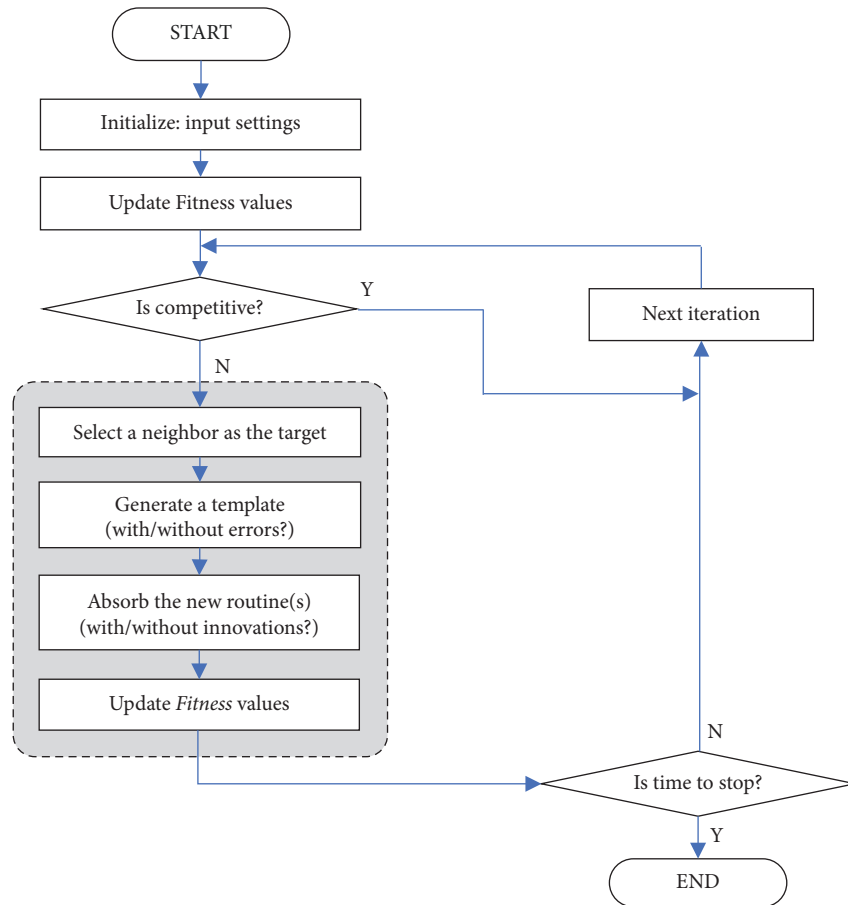 START
Initialize: input settings
Update Fitness values
Is competitive?
Y
Next iteration
N
Select a neighbor as the target
Generate a template
(with/without errors?)
Absorb the new routine(s)
(with/without innovations?)
Update Fitness values
N
Is time to stop?
Y
END